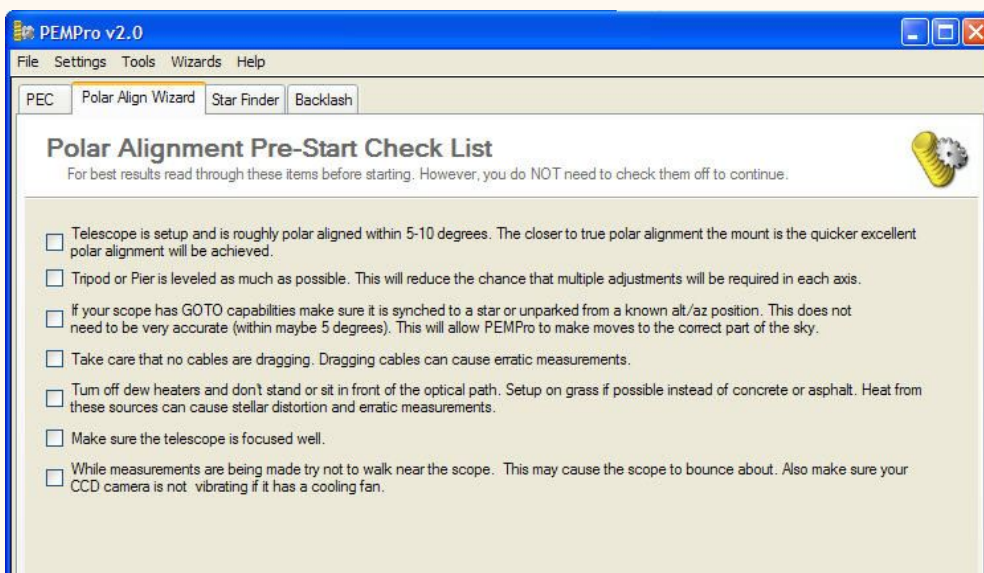 PEMPro v2.0
File Settings Tools Wizards Help
PEC Polar Align Wizard Star Finder Backlash
Polar Alignment Pre-Start Check List
For best results read through these items before starting. However, you do NOT need to check them off to continue.
Telescope is setup and is roughly polar aligned within 5-10 degrees. The closer to true polar alignment the mount is the quicker excellent
polar alignment will be achieved.
Tripod or Pier is leveled as much as possible. This will reduce the chance that multiple adjustments will be required in each axis.
If your scope has GOTO capabilities make sure it is synched to a star or unparked from a known alt/az position. This does not
need to be very accurate (within maybe 5 degrees). This will allow PEMPro to make moves to the correct part of the sky.
Take care that no cables are dragging. Dragging cables can cause erratic measurements.
Turn off dew heaters and don't stand or sit in front of the optical path. Setup on grass if possible instead of concrete or asphalt. Heat from
these sources can cause stellar distortion and erratic measurements.
Make sure the telescope is focused well.
While measurements are being made try not to walk near the scope. This may cause the scope to bounce about. Also make sure your
CCD camera is not vibrating if it has a cooling fan.